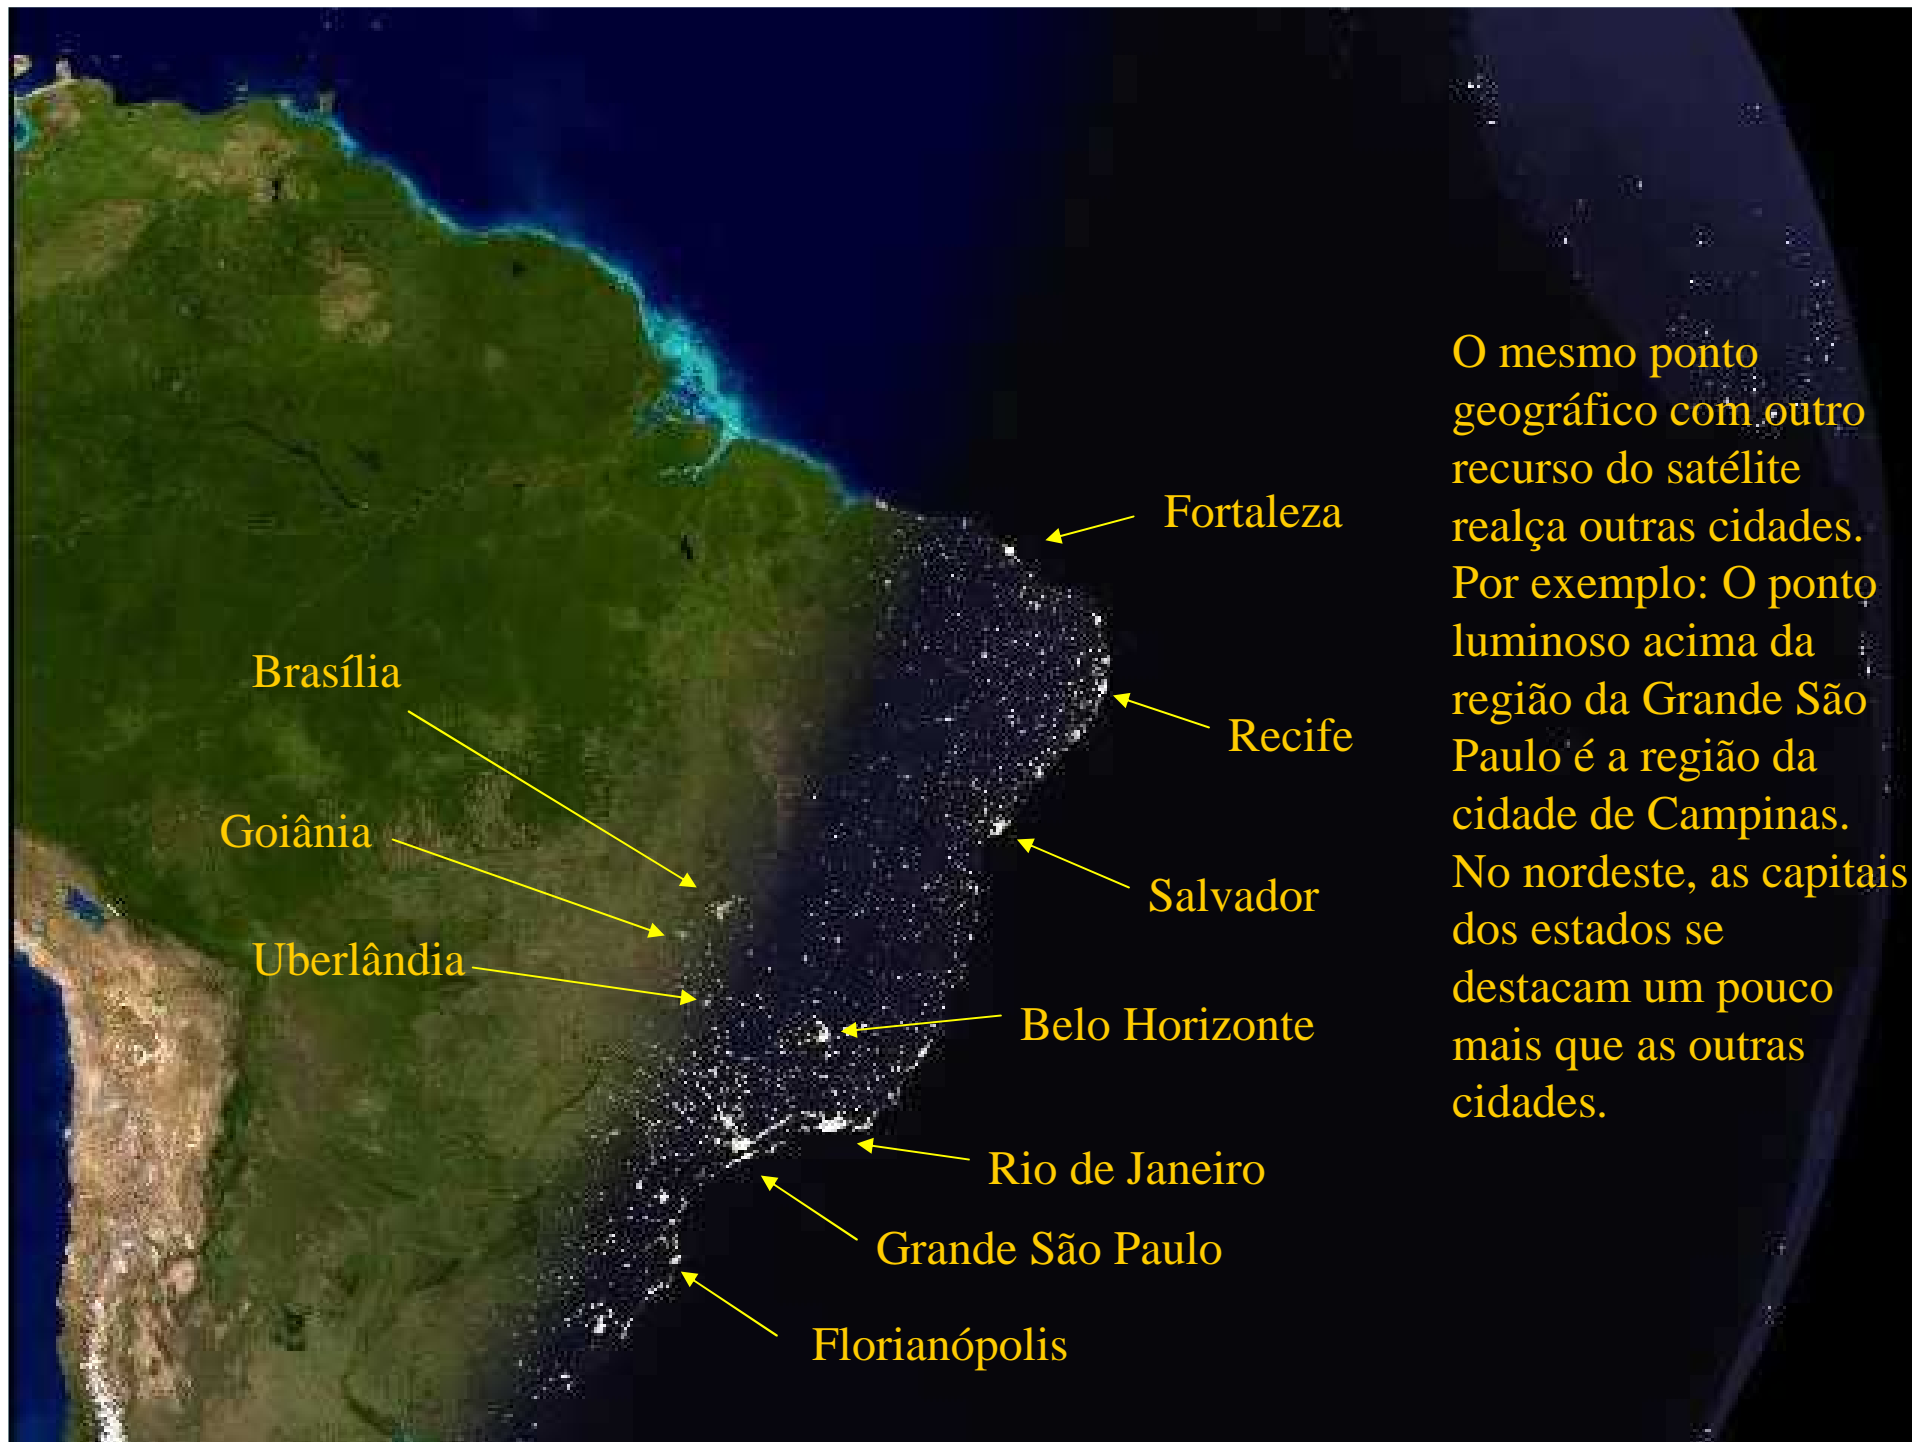 Fortaleza
Brasília
Recife
Goiânia
Salvador
Uberlândia
Belo Horizonte
Rio de Janeiro
Grande São Paulo
Florianópolis
O mesmo ponto
geográfico com outro
recurso do satélite
realça outras cidades.
Por exemplo: O ponto
luminoso acima da
região da Grande São
Paulo é a região da
cidade de Campinas.
No nordeste, as capitais
dos estados se
destacam um pouco
mais que as outras
cidades.